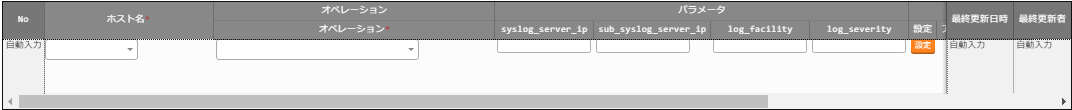 オペレーション パラメータ
No ホスト名* 最終更新日時 最終更新者
オペレーション* syslog_server_ip sub_syslog_server_ip log_facility log_severity 設定
自動入力 設定 自動入力 自動入力